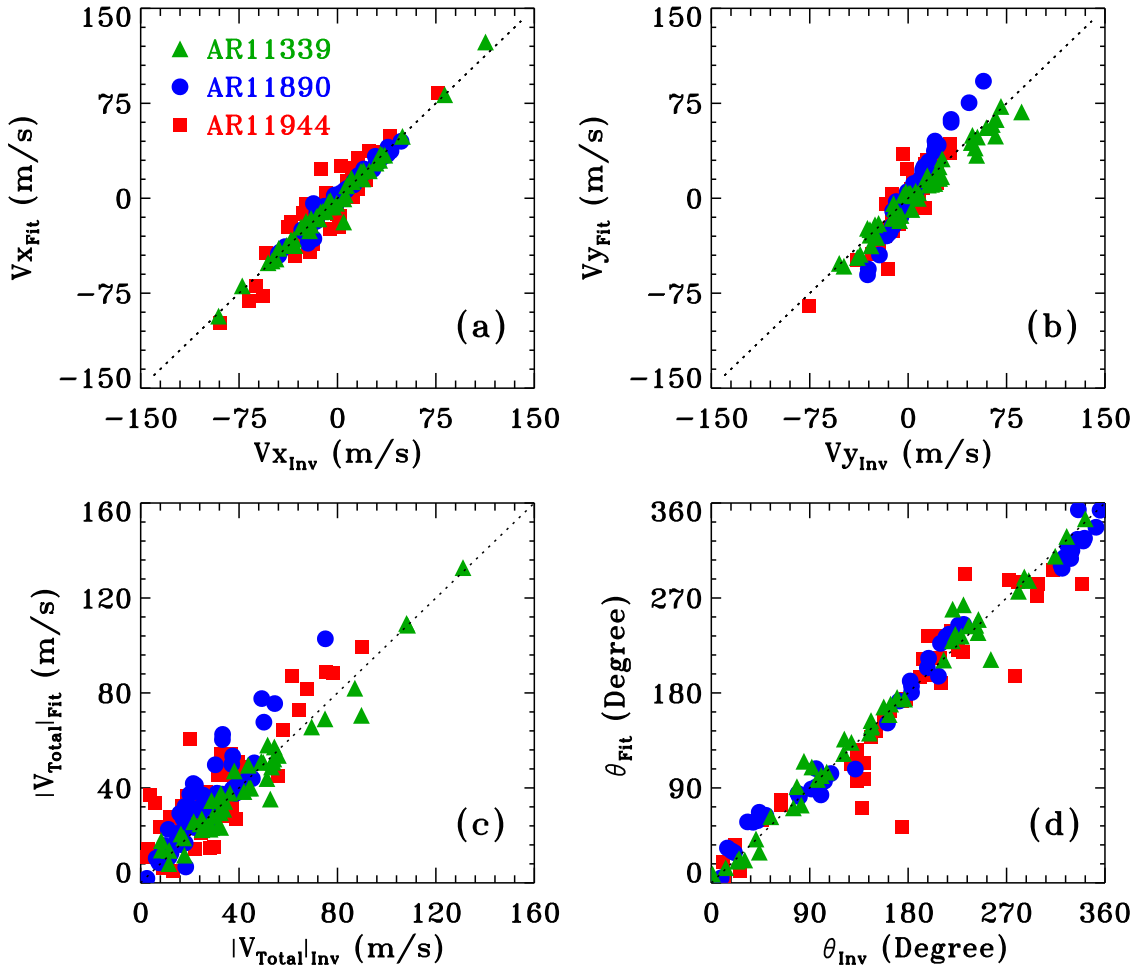 150
75
0
−75
−150
−150 −75 0 75 150
Vx_Fit (m/s)
Vx_Inv (m/s)
AR11339
AR11890
AR11944
(a)
150
75
0
−75
−150
−150 −75 0 75 150
Vy_Fit (m/s)
Vy_Inv (m/s)
(b)
160
120
80
40
0
0 40 80 120 160
|V_Total|_Fit (m/s)
|V_Total|_Inv (m/s)
(c)
360
270
180
90
0
0 90 180 270 360
θ_Fit (Degree)
θ_Inv (Degree)
(d)